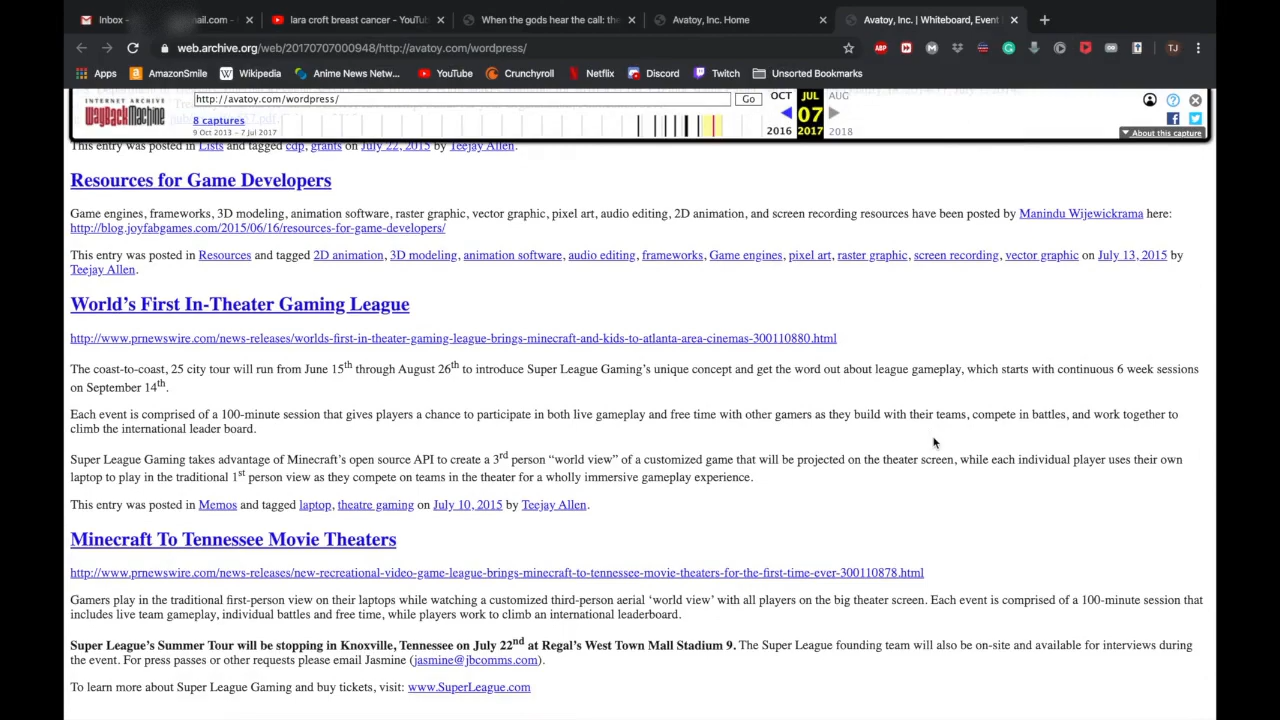 Inbox - mail.com -
lara croft breast cancer - YouTu
When the gods hear the call: the
Avatoy, Inc. Home
Avatoy, Inc. | Whiteboard, Event
web.archive.org/web/20170707000948/http://avatoy.com/wordpress/
ABP
TJ
Apps AmazonSmile Wikipedia Anime News Netw... YouTube Crunchyroll Netflix Discord Twitch Unsorted Bookmarks
INTERNET ARCHIVE
WayBackMachine
http://avatoy.com/wordpress/ Go
OCT JUL AUG
8 captures
07
9 Oct 2013 - 7 Jul 2017
2016 2017 2018
About this capture
This entry was posted in Lists and tagged cdp, grants on July 22, 2015 by Teejay Allen.
Resources for Game Developers
Game engines, frameworks, 3D modeling, animation software, raster graphic, vector graphic, pixel art, audio editing, 2D animation, and screen recording resources have been posted by Manindu Wijewickrama here:
http://blog.joyfabgames.com/2015/06/16/resources-for-game-developers/
This entry was posted in Resources and tagged 2D animation, 3D modeling, animation software, audio editing, frameworks, Game engines, pixel art, raster graphic, screen recording, vector graphic on July 13, 2015 by
Teejay Allen.
World's First In-Theater Gaming League
http://www.prnewswire.com/news-releases/worlds-first-in-theater-gaming-league-brings-minecraft-and-kids-to-atlanta-area-cinemas-300110880.html
The coast-to-coast, 25 city tour will run from June 15th through August 26th to introduce Super League Gaming's unique concept and get the word out about league gameplay, which starts with continuous 6 week sessions
on September 14th.
Each event is comprised of a 100-minute session that gives players a chance to participate in both live gameplay and free time with other gamers as they build with their teams, compete in battles, and work together to
climb the international leader board.
Super League Gaming takes advantage of Minecraft's open source API to create a 3rd person “world view” of a customized game that will be projected on the theater screen, while each individual player uses their own
laptop to play in the traditional 1st person view as they compete on teams in the theater for a wholly immersive gameplay experience.
This entry was posted in Memos and tagged laptop, theatre gaming on July 10, 2015 by Teejay Allen.
Minecraft To Tennessee Movie Theaters
http://www.prnewswire.com/news-releases/new-recreational-video-game-league-brings-minecraft-to-tennessee-movie-theaters-for-the-first-time-ever-300110878.html
Gamers play in the traditional first-person view on their laptops while watching a customized third-person aerial ‘world view’ with all players on the big theater screen. Each event is comprised of a 100-minute session that
includes live team gameplay, individual battles and free time, while players work to climb an international leaderboard.
Super League's Summer Tour will be stopping in Knoxville, Tennessee on July 22nd at Regal's West Town Mall Stadium 9. The Super League founding team will also be on-site and available for interviews during
the event. For press passes or other requests please email Jasmine (jasmine@jbcomms.com).
To learn more about Super League Gaming and buy tickets, visit: www.SuperLeague.com